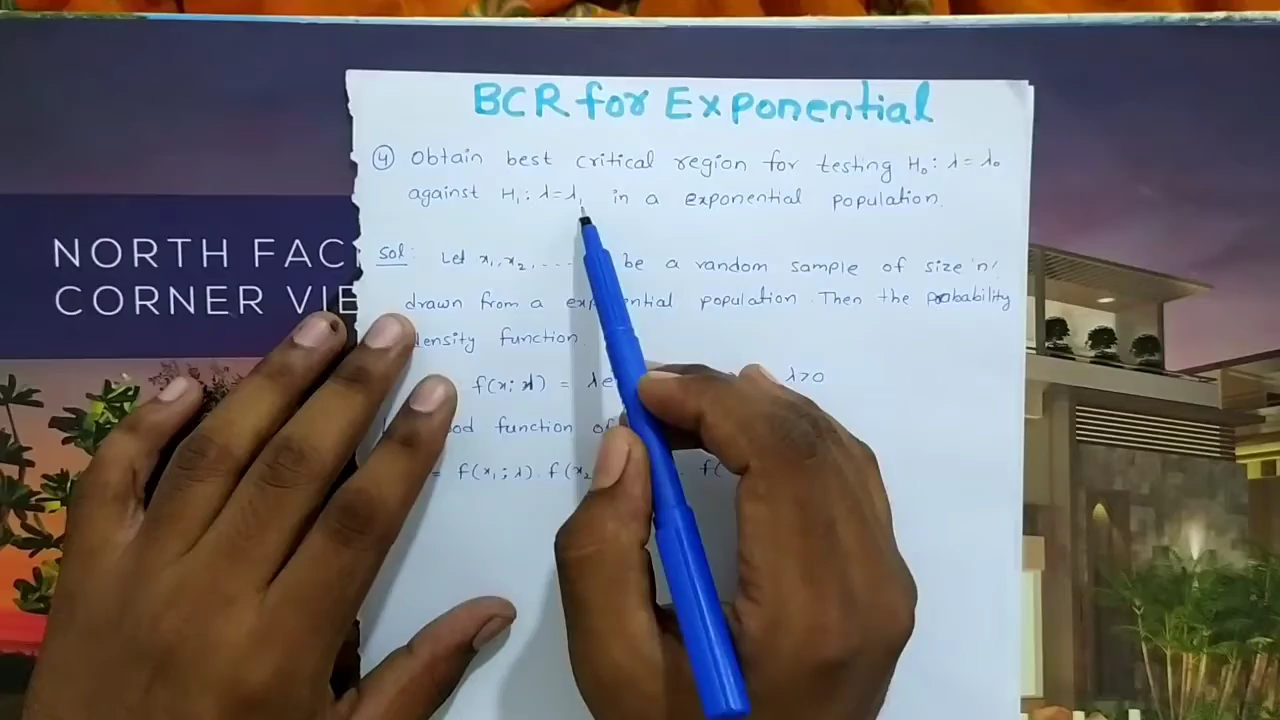 BCR for Exponential
④ Obtain best critical region for testing H₀ : λ = λ₀
against H₁ : λ = λ₁ in a exponential population.
NORTH FAC
CORNER VIE
Sol: Let x₁, x₂, .... be a random sample of size 'n'
drawn from a exponential population. Then the probability
density function.
f(x; λ) = λe λ>0
function of
= f(x₁; λ). f(x₂ . f(